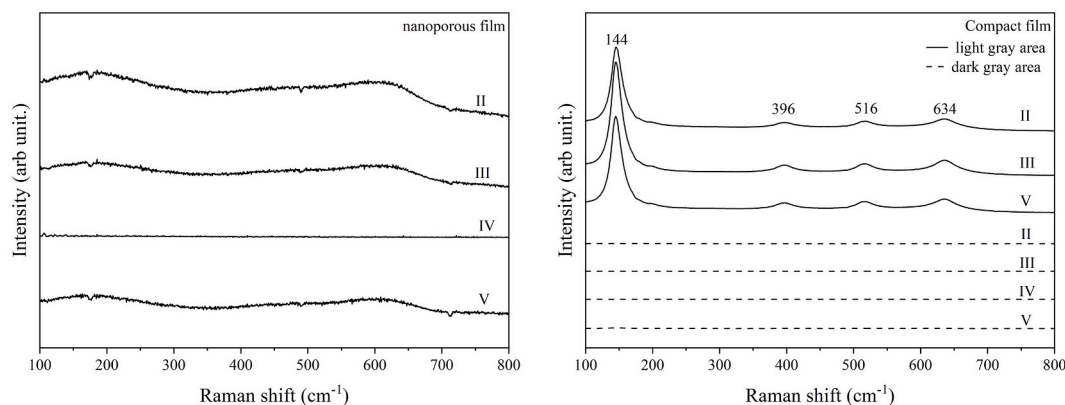 nanoporous film
II
III
IV
V
100 200 300 400 500 600 700 800
Raman shift (cm⁻¹)
Intensity (arb unit.)
Compact film
light gray area
dark gray area
144
396 516 634
II
III
V
II
III
IV
V
100 200 300 400 500 600 700 800
Raman shift (cm⁻¹)
Intensity (arb unit.)